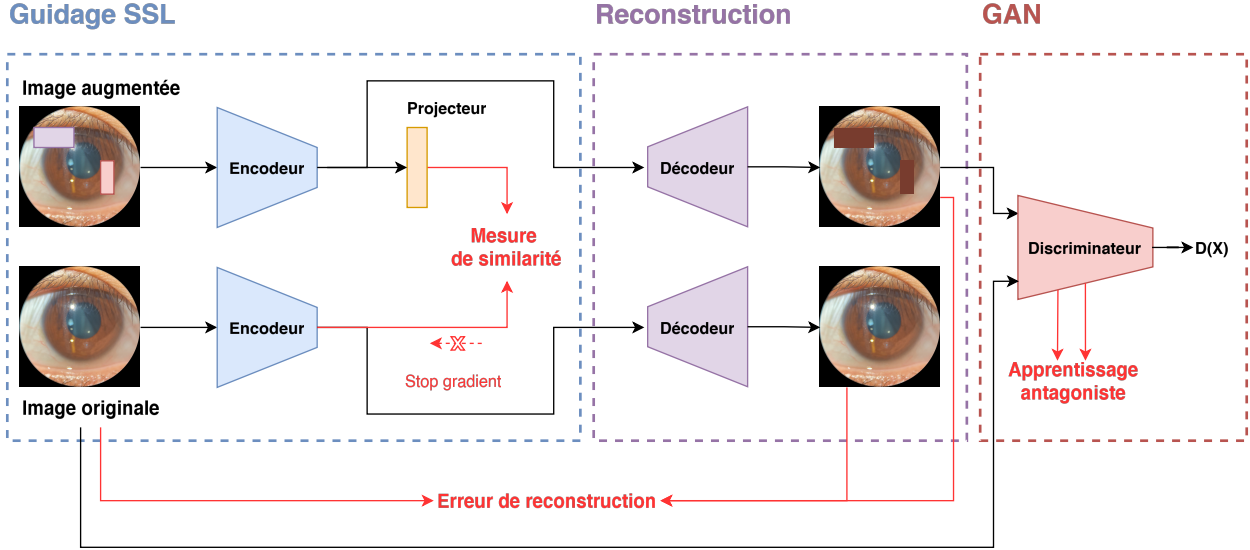 Guidage SSL
Reconstruction
GAN
Image augmentée
Projecteur
Encodeur
Décodeur
Mesure
de similarité
Discriminateur
D(X)
Encodeur
Décodeur
X
Stop gradient
Apprentissage
antagoniste
Image originale
Erreur de reconstruction